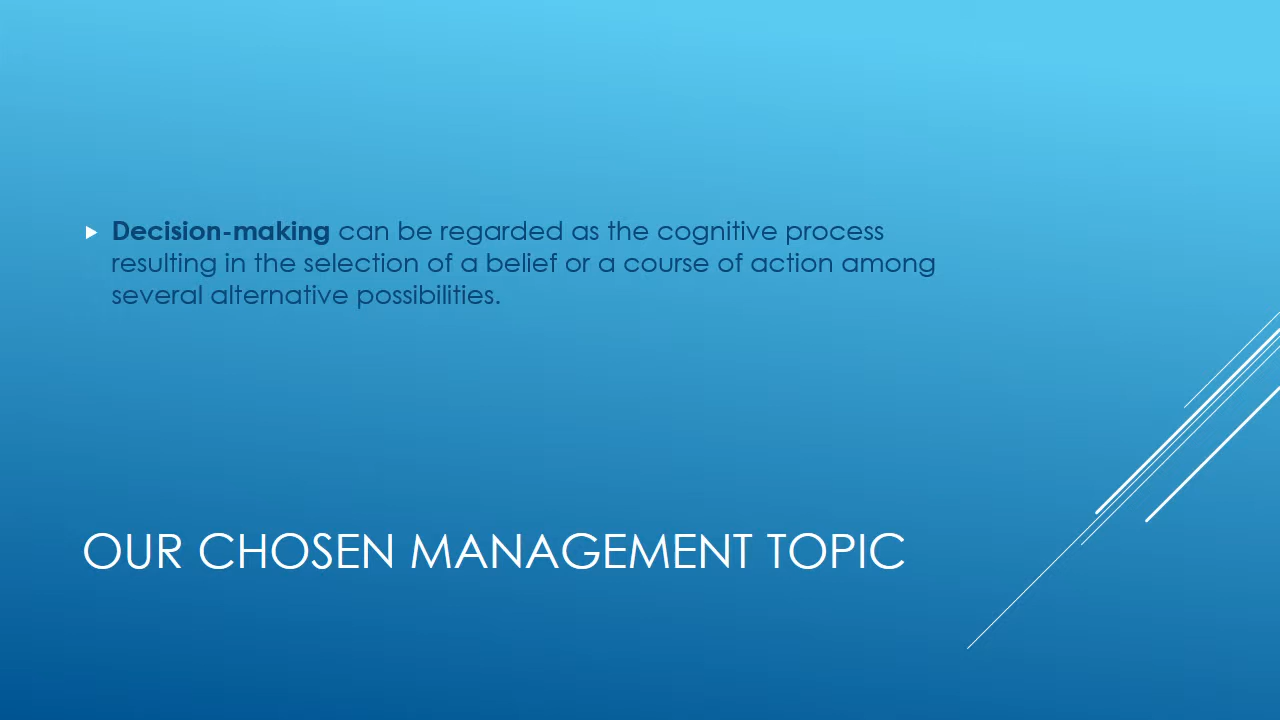 Decision-making can be regarded as the cognitive process
resulting in the selection of a belief or a course of action among
several alternative possibilities.
OUR CHOSEN MANAGEMENT TOPIC